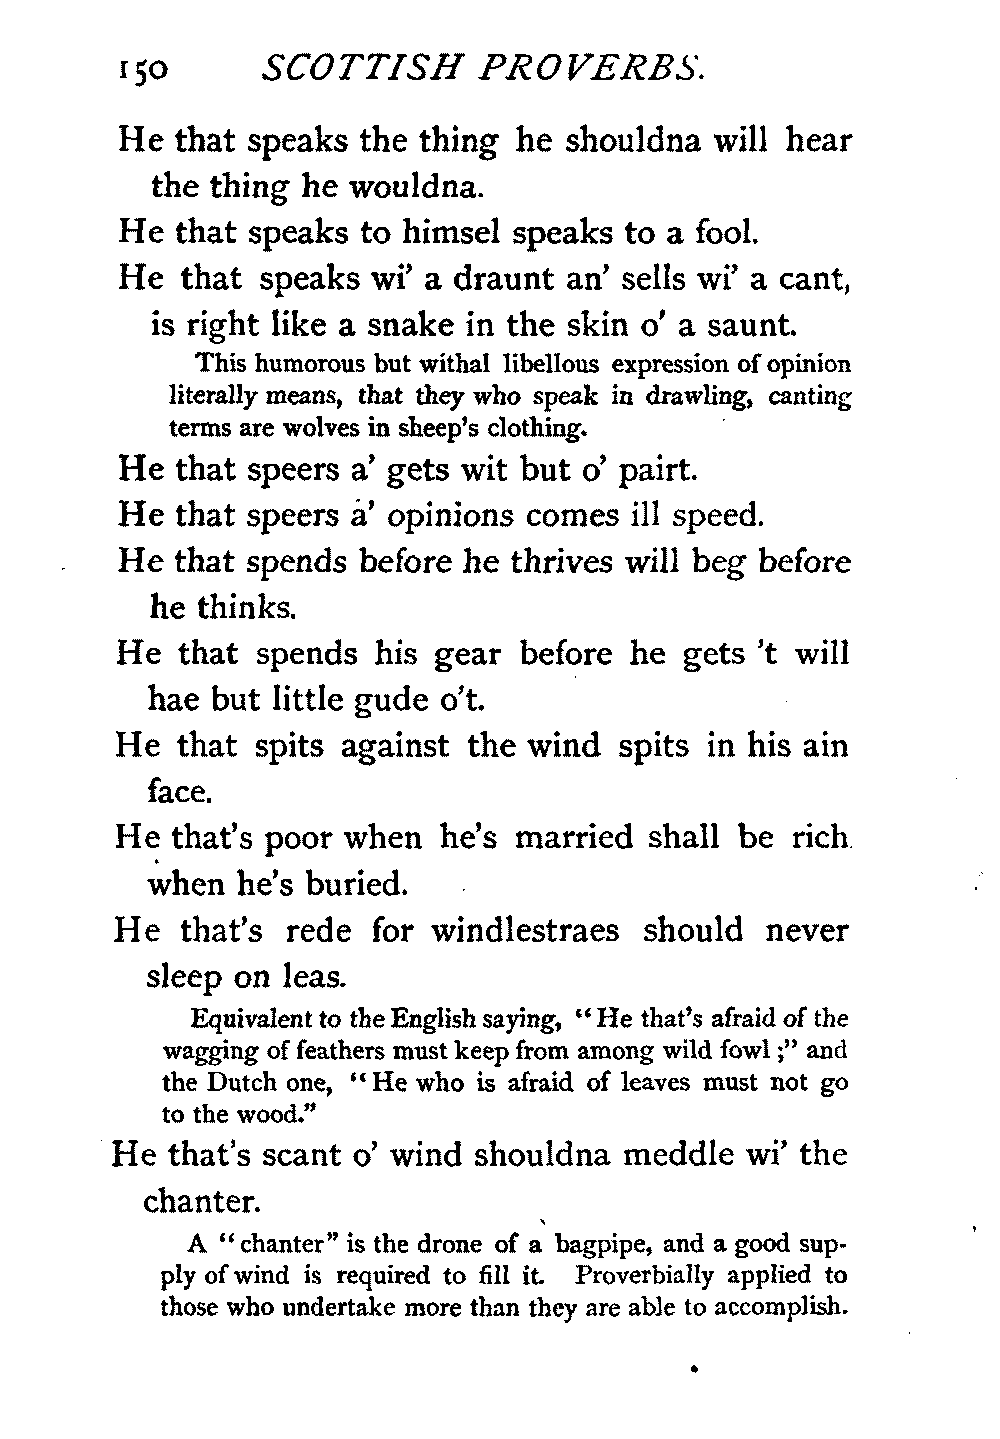 150 SCOTTISH PROVERBS.
He that speaks the thing he shouldna will hear
the thing he wouldna.
He that speaks to himsel speaks to a fool.
He that speaks wi’ a draunt an’ sells wi’ a cant,
is right like a snake in the skin o’ a saunt.
This humorous but withal libellous expression of opinion
literally means, that they who speak in drawling, canting
terms are wolves in sheep’s clothing.
He that speers a’ gets wit but o’ pairt.
He that speers a’ opinions comes ill speed.
He that spends before he thrives will beg before
he thinks.
He that spends his gear before he gets ’t will
hae but little gude o’t.
He that spits against the wind spits in his ain
face.
He that’s poor when he’s married shall be rich
when he’s buried.
He that’s rede for windlestraes should never
sleep on leas.
Equivalent to the English saying, “He that’s afraid of the
wagging of feathers must keep from among wild fowl;” and
the Dutch one, “He who is afraid of leaves must not go
to the wood.”
He that’s scant o’ wind shouldna meddle wi’ the
chanter.
A “chanter” is the drone of a bagpipe, and a good sup-
ply of wind is required to fill it. Proverbially applied to
those who undertake more than they are able to accomplish.